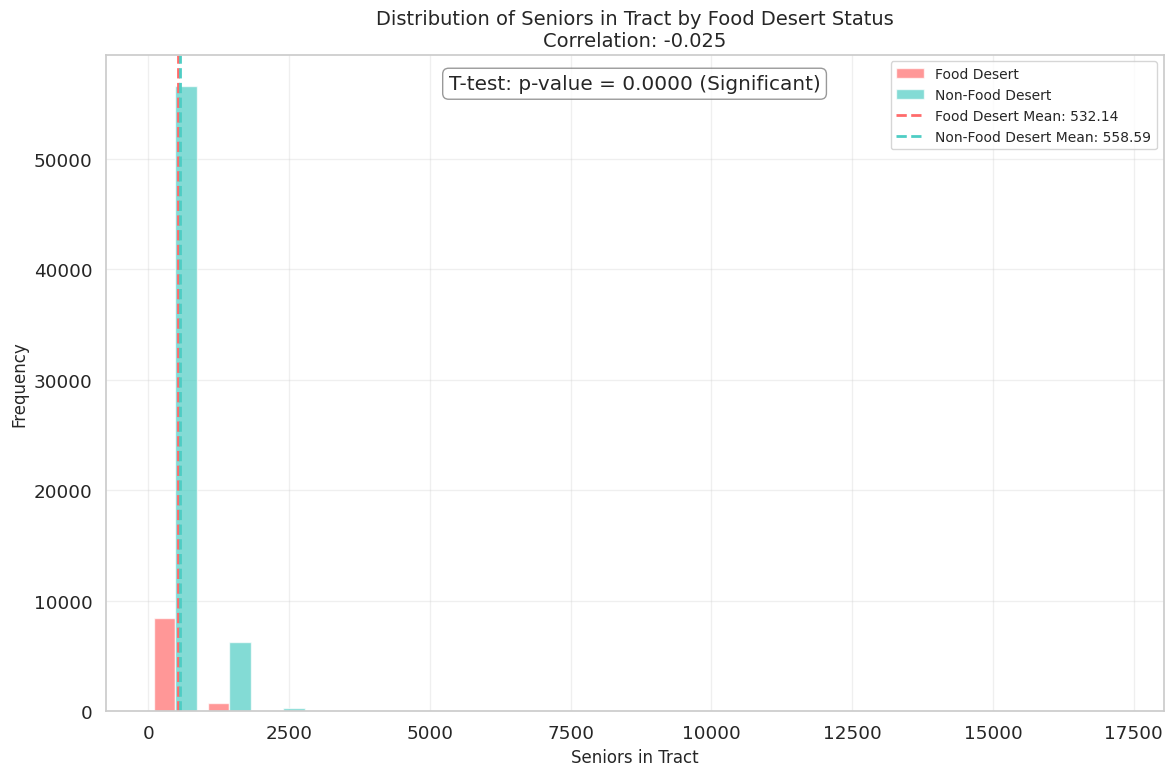 Distribution of Seniors in Tract by Food Desert Status
Correlation: -0.025
T-test: p-value = 0.0000 (Significant)
Food Desert
Non-Food Desert
Food Desert Mean: 532.14
Non-Food Desert Mean: 558.59
Frequency
50000
40000
30000
20000
10000
0
0 2500 5000 7500 10000 12500 15000 17500
Seniors in Tract